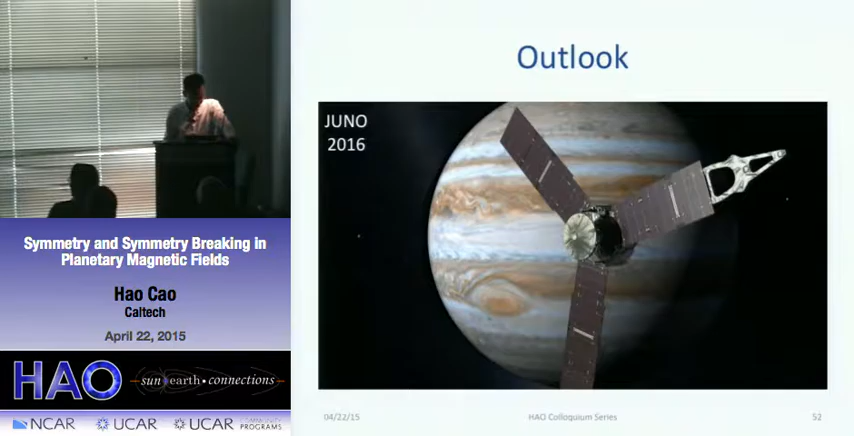 Outlook
JUNO
2016
Symmetry and Symmetry Breaking in
Planetary Magnetic Fields
Hao Cao
Caltech
April 22, 2015
HAO
sun earth • connections
NCAR
UCAR
UCAR
PROGRAMS
04/22/15
HAO Colloquium Series
52